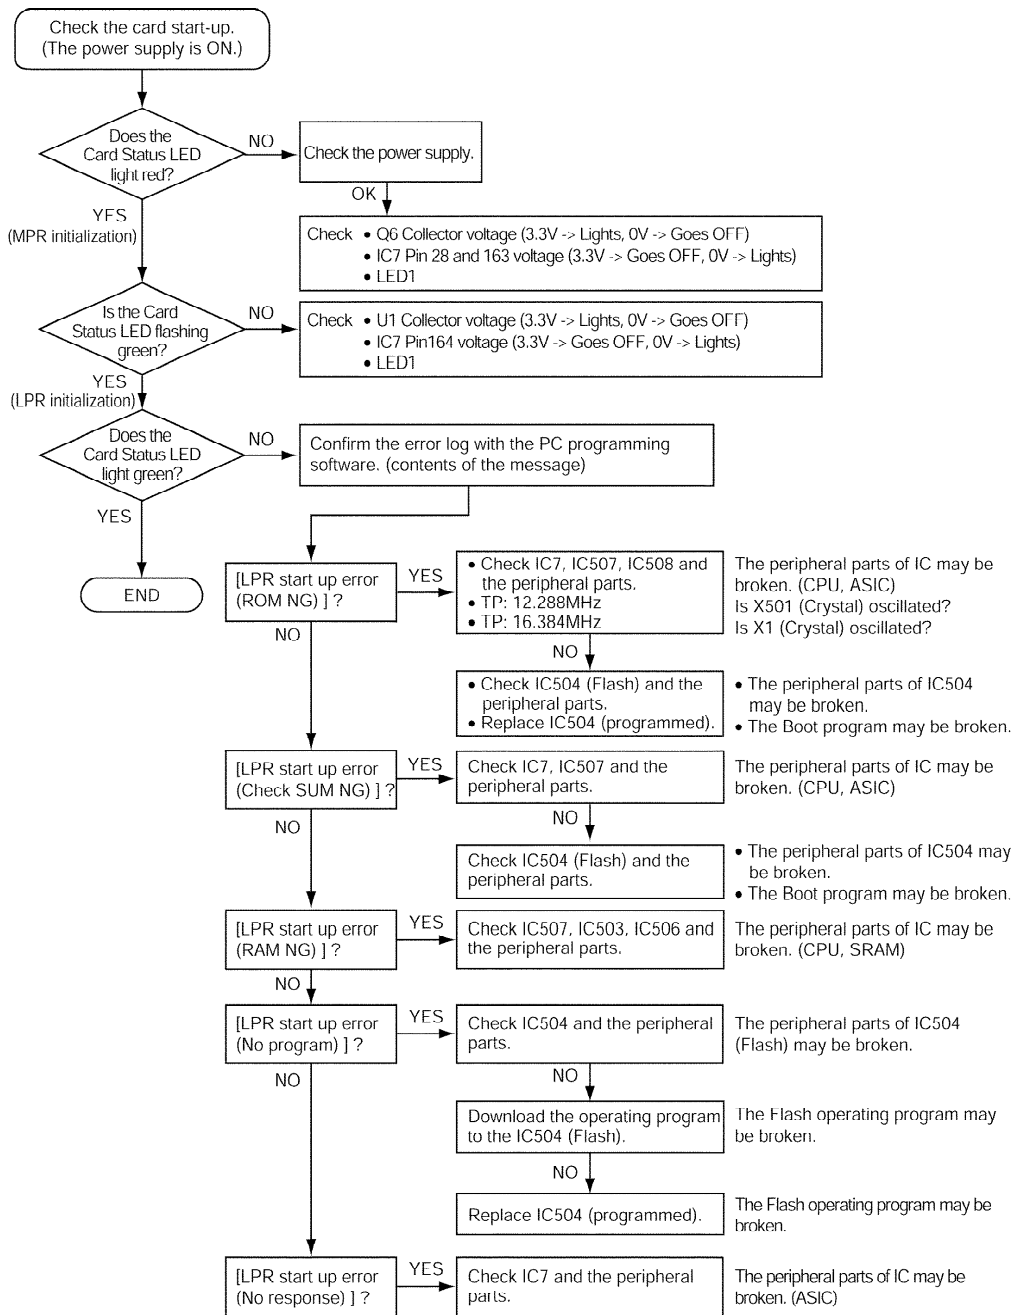 Check the card start-up.
(The power supply is ON.)
Does the
Card Status LED
light red?
NO
Check the power supply.
OK
YES
(MPR initialization)
Check • Q6 Collector voltage (3.3V -> Lights, 0V -> Goes OFF)
• IC7 Pin 28 and 163 voltage (3.3V -> Goes OFF, 0V -> Lights)
• LED1
Is the Card
Status LED flashing
green?
NO
Check • U1 Collector voltage (3.3V -> Lights, 0V -> Goes OFF)
• IC7 Pin164 voltage (3.3V -> Goes OFF, 0V -> Lights)
• LED1
YES
(LPR initialization)
Does the
Card Status LED
light green?
NO
Confirm the error log with the PC programming
software. (contents of the message)
YES
END
[LPR start up error
(ROM NG) ] ?
YES
• Check IC7, IC507, IC508 and
the peripheral parts.
• TP: 12.288MHz
• TP: 16.384MHz
The peripheral parts of IC may be
broken. (CPU, ASIC)
Is X501 (Crystal) oscillated?
Is X1 (Crystal) oscillated?
NO
NO
• Check IC504 (Flash) and the
peripheral parts.
• Replace IC504 (programmed).
• The peripheral parts of IC504
may be broken.
• The Boot program may be broken.
[LPR start up error
(Check SUM NG) ] ?
YES
Check IC7, IC507 and the
peripheral parts.
The peripheral parts of IC may be
broken. (CPU, ASIC)
NO
NO
Check IC504 (Flash) and the
peripheral parts.
• The peripheral parts of IC504 may
be broken.
• The Boot program may be broken.
[LPR start up error
(RAM NG) ] ?
YES
Check IC507, IC503, IC506 and
the peripheral parts.
The peripheral parts of IC may be
broken. (CPU, SRAM)
NO
[LPR start up error
(No program) ] ?
YES
Check IC504 and the peripheral
parts.
The peripheral parts of IC504
(Flash) may be broken.
NO
NO
Download the operating program
to the IC504 (Flash).
The Flash operating program may
be broken.
NO
Replace IC504 (programmed).
The Flash operating program may be
broken.
[LPR start up error
(No response) ] ?
YES
Check IC7 and the peripheral
parts.
The peripheral parts of IC may be
broken. (ASIC)